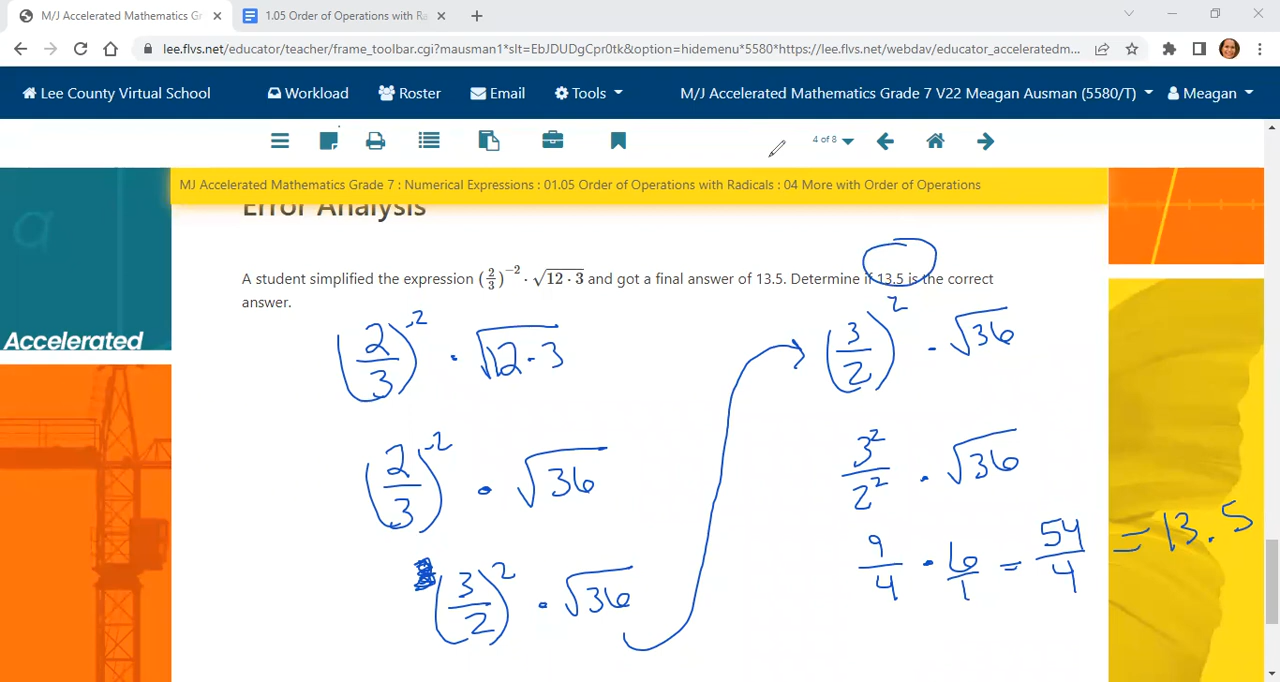 M/J Accelerated Mathematics Gr
1.05 Order of Operations with Ra
lee.flvs.net/educator/teacher/frame_toolbar.cgi?mausman1*slt=EbJDUDgCpr0tk&option=hidemenu*5580*https://lee.flvs.net/webdav/educator_acceleratedm...
Lee County Virtual School Workload Roster Email Tools M/J Accelerated Mathematics Grade 7 V22 Meagan Ausman (5580/T) Meagan
4 of 8
MJ Accelerated Mathematics Grade 7 : Numerical Expressions : 01.05 Order of Operations with Radicals : 04 More with Order of Operations
a
Error Analysis
A student simplified the expression (2/3)^-2 · √(12 · 3) and got a final answer of 13.5. Determine if 13.5 is the correct
answer.
Accelerated
(2/3)^-2 · √(12 · 3)
(2/3)^-2 · √36
(3/2)^2 · √36
(3/2)^2 · √36
3^2/2^2 · √36
9/4 · 6/1 = 54/4 = 13.5